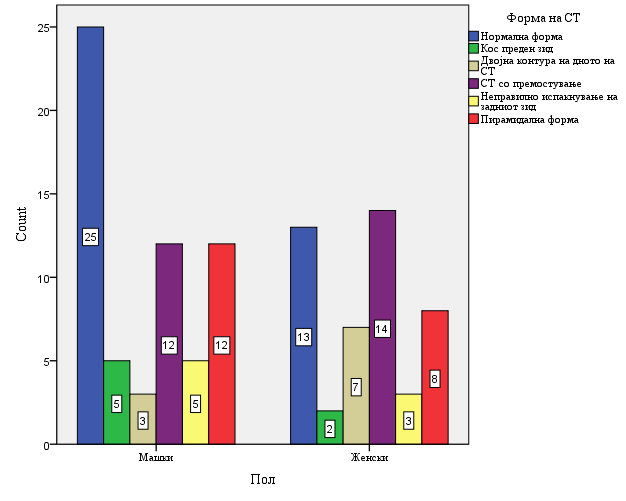 Форма на СТ
Нормална форма
Кос преден зид
Двојна контура на дното на
СТ
СТ со премостување
Неправилно испакнување на
задниот зид
Пирамидална форма
Count
25
20
15
10
5
0
25
5
3
12
5
12
13
2
7
14
3
8
Машки
Женски
Пол